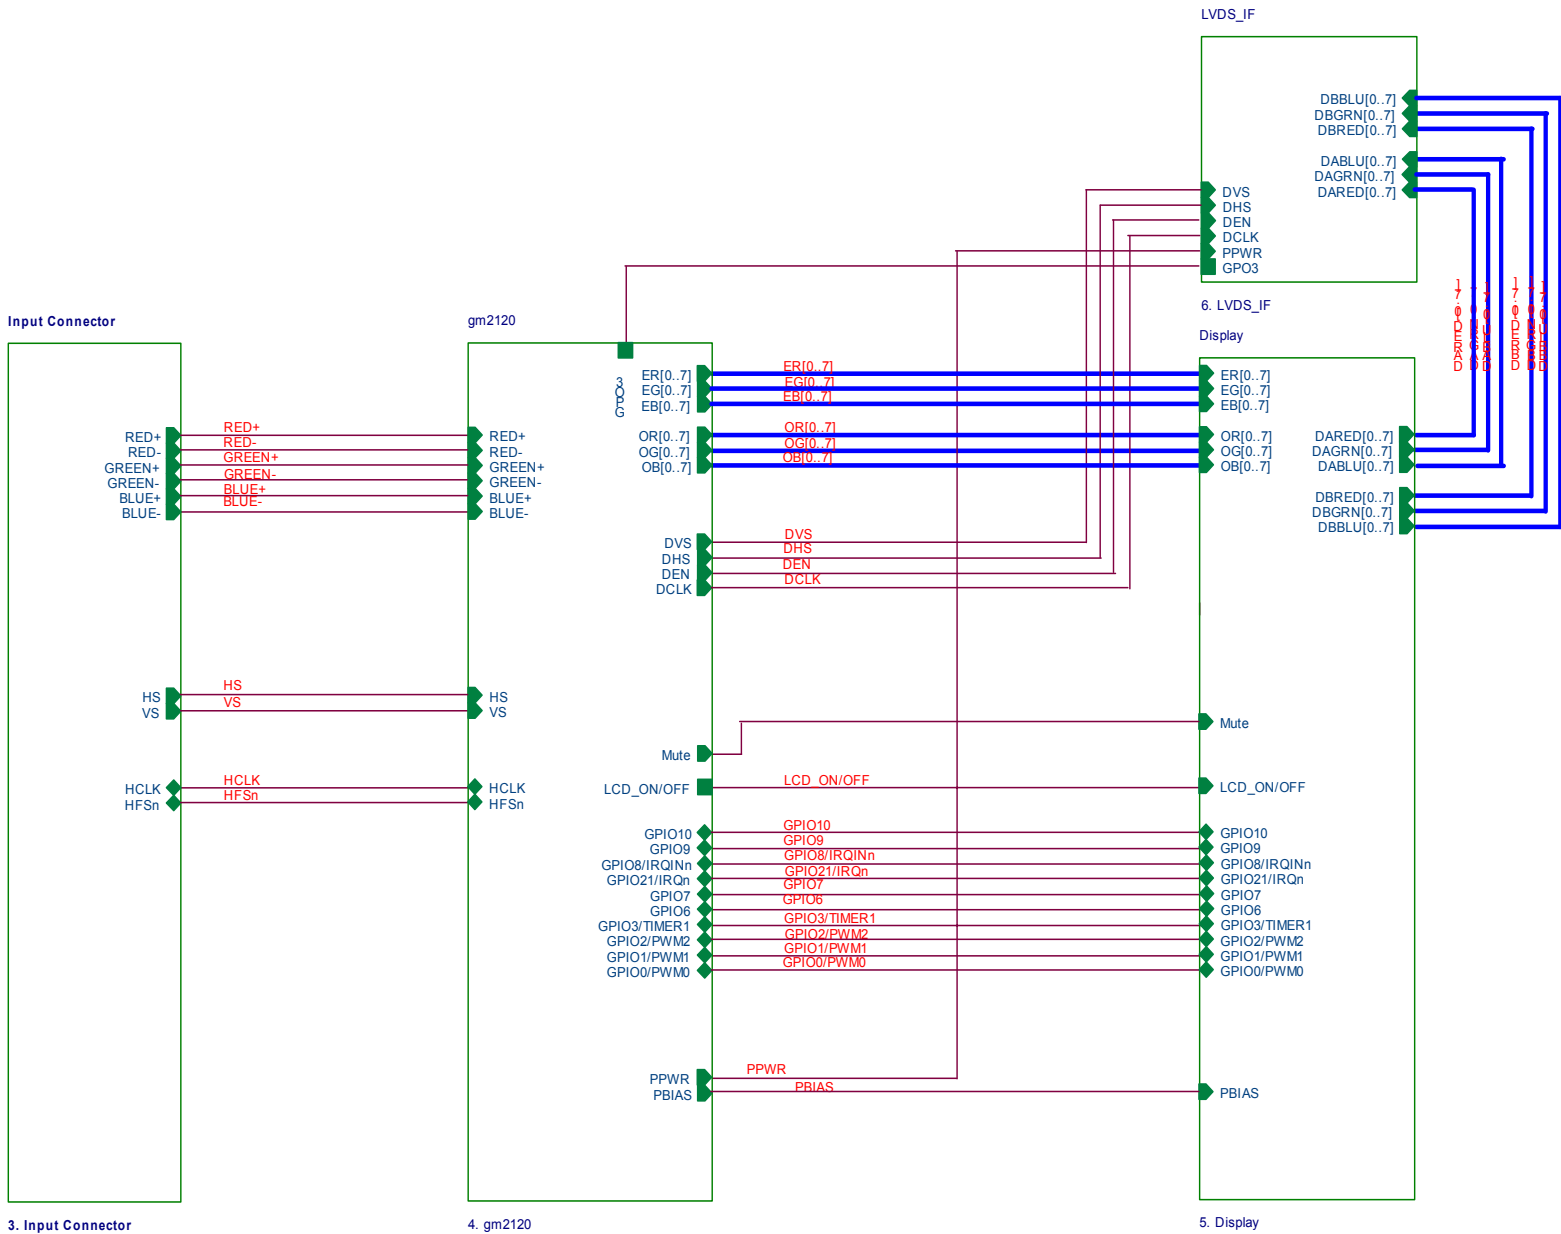 LVDS_IF
DBBLU[0..7]
DBGRN[0..7]
DBRED[0..7]
DABLU[0..7]
DAGRN[0..7]
DARED[0..7]
DVS
DHS
DEN
DCLK
PPWR
GPO3
6. LVDS_IF
Input Connector
RED+
RED-
GREEN+
GREEN-
BLUE+
BLUE-
HS
VS
HCLK
HFSn
3. Input Connector
RED+
RED-
GREEN+
GREEN-
BLUE+
BLUE-
HS
VS
HCLK
HFSn
gm2120
GPO3
RED+
RED-
GREEN+
GREEN-
BLUE+
BLUE-
HS
VS
HCLK
HFSn
ER[0..7]
EG[0..7]
EB[0..7]
OR[0..7]
OG[0..7]
OB[0..7]
DVS
DHS
DEN
DCLK
Mute
LCD_ON/OFF
GPIO10
GPIO9
GPIO8/IRQINn
GPIO21/IRQn
GPIO7
GPIO6
GPIO3/TIMER1
GPIO2/PWM2
GPIO1/PWM1
GPIO0/PWM0
PPWR
PBIAS
4. gm2120
ER[0..7]
EG[0..7]
EB[0..7]
OR[0..7]
OG[0..7]
OB[0..7]
DVS
DHS
DEN
DCLK
LCD_ON/OFF
GPIO10
GPIO9
GPIO8/IRQINn
GPIO21/IRQn
GPIO7
GPIO6
GPIO3/TIMER1
GPIO2/PWM2
GPIO1/PWM1
GPIO0/PWM0
PPWR
PBIAS
Display
ER[0..7]
EG[0..7]
EB[0..7]
OR[0..7]
OG[0..7]
OB[0..7]
DARED[0..7]
DAGRN[0..7]
DABLU[0..7]
DBRED[0..7]
DBGRN[0..7]
DBBLU[0..7]
Mute
LCD_ON/OFF
GPIO10
GPIO9
GPIO8/IRQINn
GPIO21/IRQn
GPIO7
GPIO6
GPIO3/TIMER1
GPIO2/PWM2
GPIO1/PWM1
GPIO0/PWM0
PBIAS
5. Display